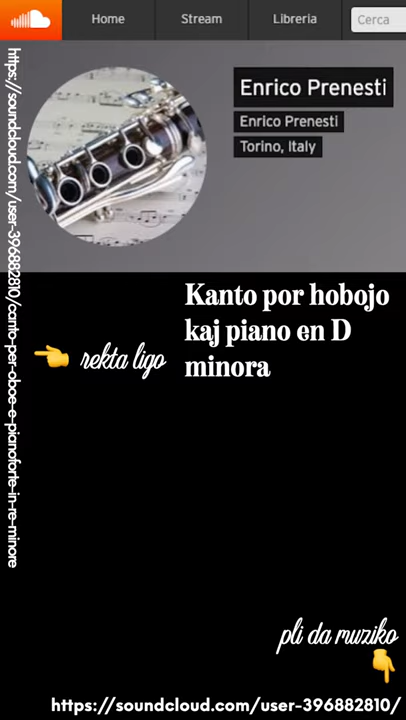 Home Stream Libreria Cerca
Enrico Prenesti
Enrico Prenesti
Torino, Italy
https://soundcloud.com/user-396882810/canto-per-oboe-e-pianoforte-in-re-minore
Kanto por hobojo
kaj piano en D
minora
rekta ligo
pli da muziko
https://soundcloud.com/user-396882810/